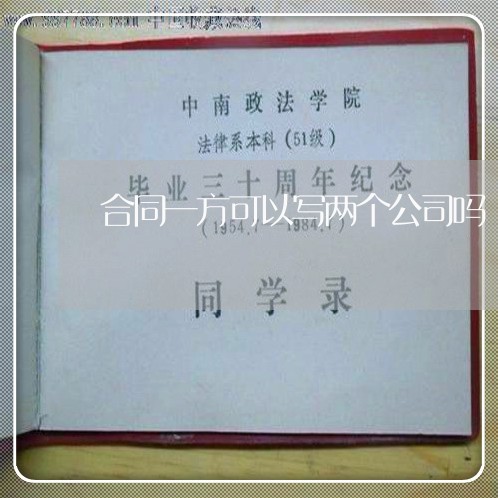 中南政法学院
法律系本科(51级)
毕业三十周年纪念
合同一方可以写两个公司吗
(1954.7—1984.7)
同学录